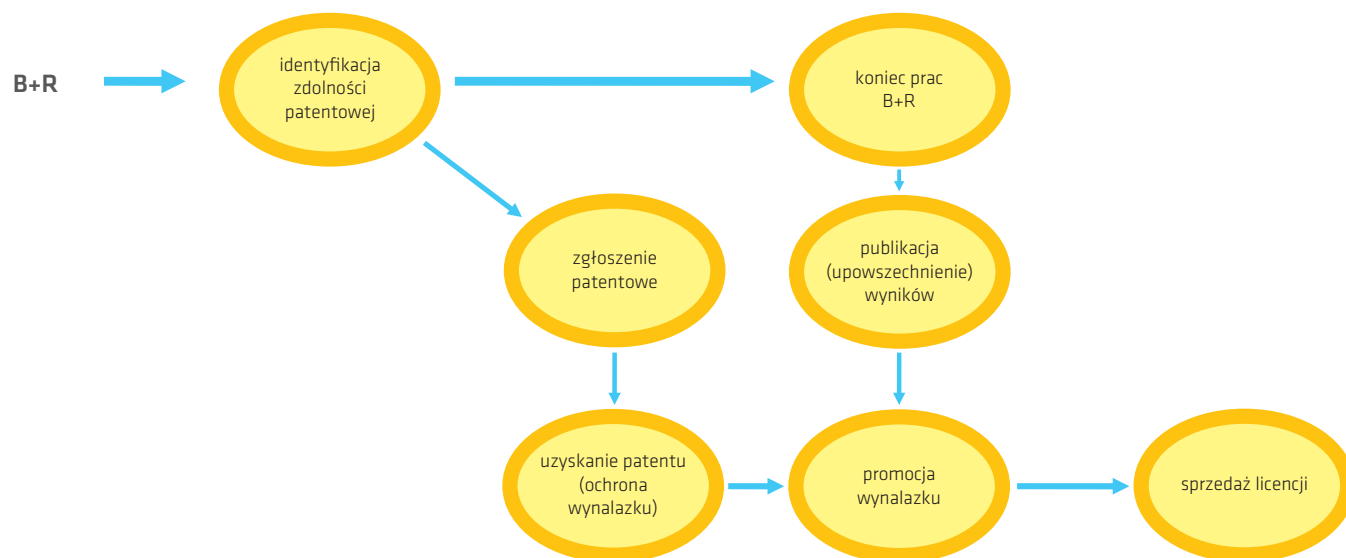 B+R
identyfikacja
zdolności
patentowej
koniec prac
B+R
zgłoszenie
patentowe
publikacja
(upowszechnienie)
wyników
uzyskanie patentu
(ochrona
wynalazku)
promocja
wynalazku
sprzedaż licencji